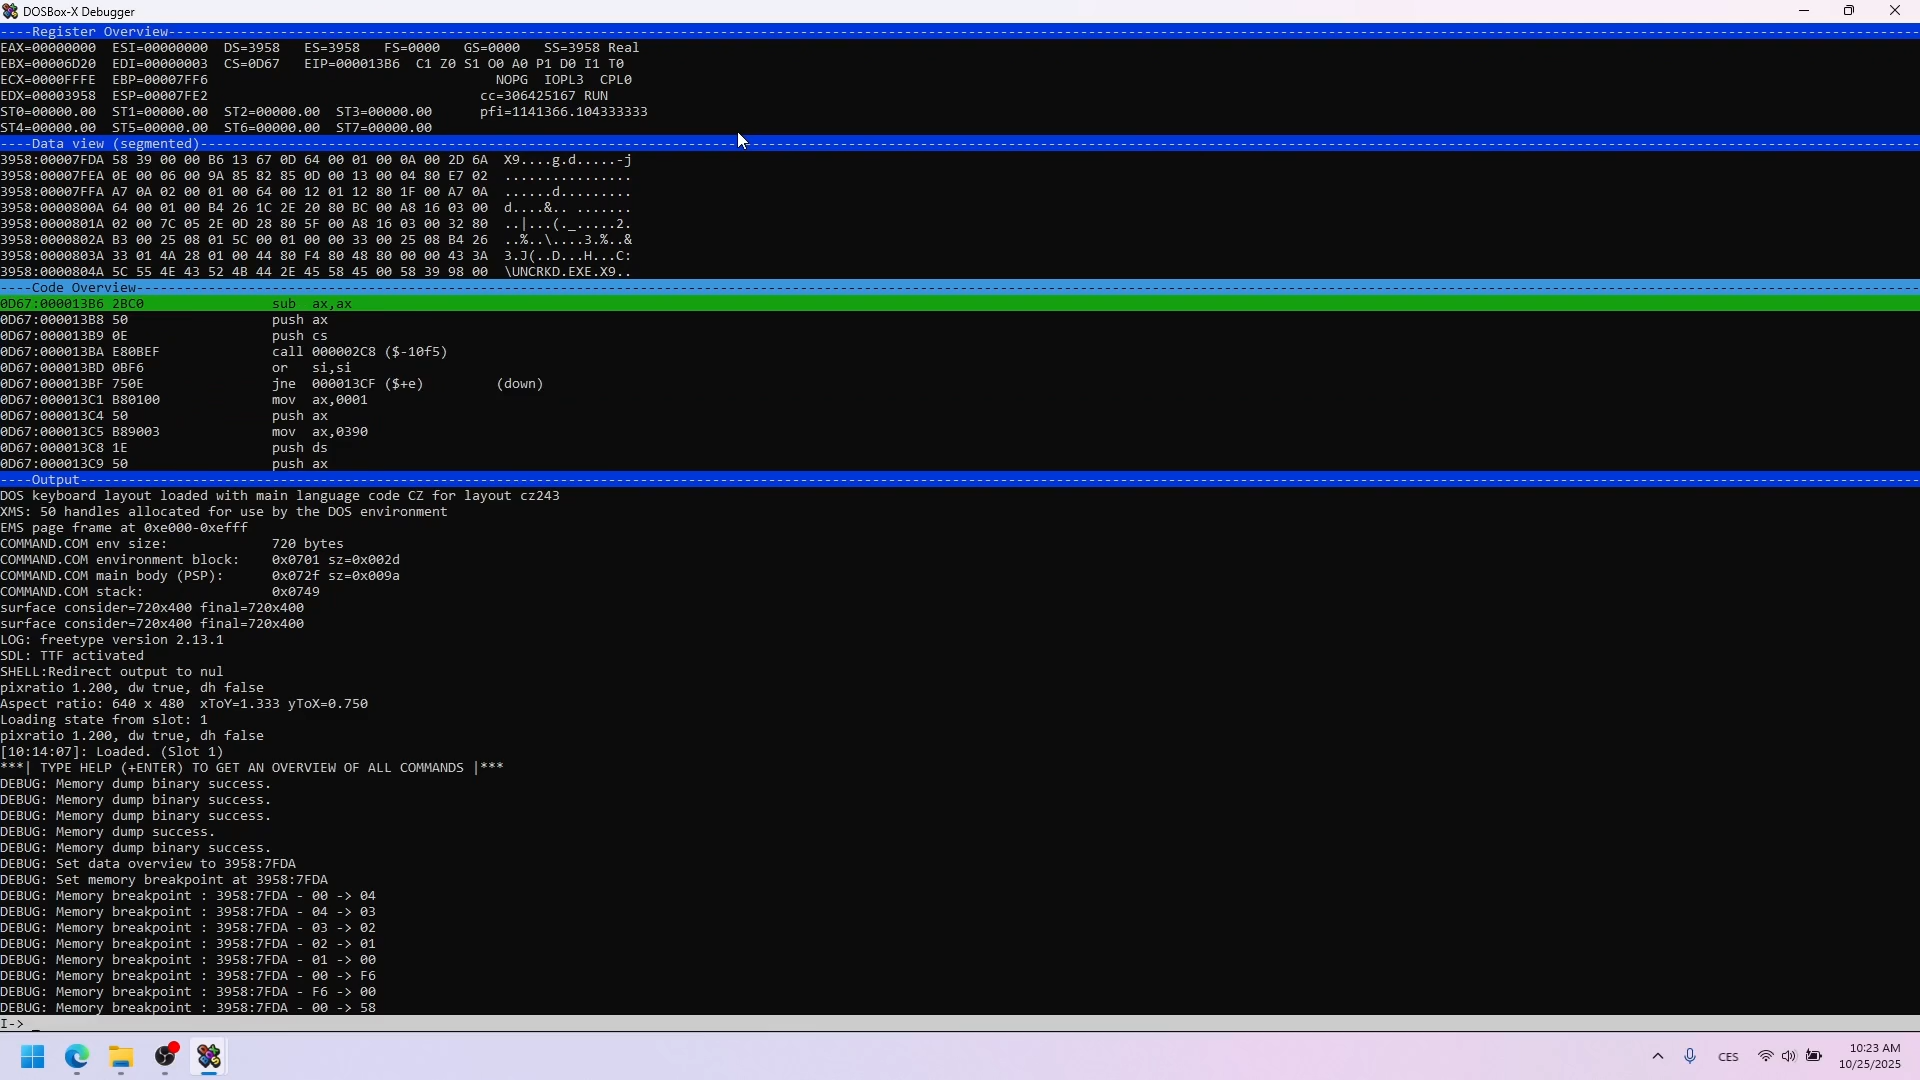 DOSBox-X Debugger
----Register Overview----
EAX=00000000  ESI=00000000  DS=3958   ES=3958   FS=0000   GS=0000   SS=3958 Real
EBX=00006D20  EDI=00000003  CS=0D67   EIP=000013B6  C1 Z0 S1 O0 A0 P1 D0 I1 T0
ECX=0000FFFE  EBP=00007FF6                                    NOPG  IOPL3  CPL0
EDX=00003958  ESP=00007FE2                                  cc=306425167 RUN
ST0=00000.00  ST1=00000.00  ST2=00000.00  ST3=00000.00      pfi=1141366.104333333
ST4=00000.00  ST5=00000.00  ST6=00000.00  ST7=00000.00
----Data view (segmented)----
3958:00007FDA 58 39 00 00 B6 13 67 0D 64 00 01 00 0A 00 2D 6A  X9....g.d.....-j
3958:00007FEA 0E 00 06 00 9A 85 82 85 0D 00 13 00 04 80 E7 02  ................
3958:00007FFA A7 0A 02 00 01 00 64 00 12 01 12 80 1F 00 A7 0A  ......d.........
3958:0000800A 64 00 01 00 B4 26 1C 2E 20 80 BC 00 A8 16 03 00  d....&.. .......
3958:0000801A 02 00 7C 05 2E 0D 28 80 5F 00 A8 16 03 00 32 80  ..|...(._.....2.
3958:0000802A B3 00 25 08 01 5C 00 01 00 00 33 00 25 08 B4 26  ..%..\....3.%..&
3958:0000803A 33 01 4A 28 01 00 44 80 F4 80 48 80 00 00 43 3A  3.J(..D...H...C:
3958:0000804A 5C 55 4E 43 52 4B 44 2E 45 58 45 00 58 39 98 00  \UNCRKD.EXE.X9..
----Code Overview----
0D67:000013B6 2BC0                sub  ax,ax
0D67:000013B8 50                  push ax
0D67:000013B9 0E                  push cs
0D67:000013BA E80BEF              call 000002C8 ($-10f5)
0D67:000013BD 0BF6                or   si,si
0D67:000013BF 750E                jne  000013CF ($+e)         (down)
0D67:000013C1 B80100              mov  ax,0001
0D67:000013C4 50                  push ax
0D67:000013C5 B89003              mov  ax,0390
0D67:000013C8 1E                  push ds
0D67:000013C9 50                  push ax
----Output----
DOS keyboard layout loaded with main language code CZ for layout cz243
XMS: 50 handles allocated for use by the DOS environment
EMS page frame at 0xe000-0xefff
COMMAND.COM env size:             720 bytes
COMMAND.COM environment block:    0x0701 sz=0x002d
COMMAND.COM main body (PSP):      0x072f sz=0x009a
COMMAND.COM stack:                0x0749
surface consider=720x400 final=720x400
surface consider=720x400 final=720x400
LOG: freetype version 2.13.1
SDL: TTF activated
SHELL:Redirect output to nul
pixratio 1.200, dw true, dh false
Aspect ratio: 640 x 480  xToY=1.333 yToX=0.750
Loading state from slot: 1
pixratio 1.200, dw true, dh false
[10:14:07]: Loaded. (Slot 1)
***| TYPE HELP (+ENTER) TO GET AN OVERVIEW OF ALL COMMANDS |***
DEBUG: Memory dump binary success.
DEBUG: Memory dump binary success.
DEBUG: Memory dump binary success.
DEBUG: Memory dump success.
DEBUG: Memory dump binary success.
DEBUG: Set data overview to 3958:7FDA
DEBUG: Set memory breakpoint at 3958:7FDA
DEBUG: Memory breakpoint : 3958:7FDA - 00 -> 04
DEBUG: Memory breakpoint : 3958:7FDA - 04 -> 03
DEBUG: Memory breakpoint : 3958:7FDA - 03 -> 02
DEBUG: Memory breakpoint : 3958:7FDA - 02 -> 01
DEBUG: Memory breakpoint : 3958:7FDA - 01 -> 00
DEBUG: Memory breakpoint : 3958:7FDA - 00 -> F6
DEBUG: Memory breakpoint : 3958:7FDA - F6 -> 00
DEBUG: Memory breakpoint : 3958:7FDA - 00 -> 58
I-> _
CES
10:23 AM
10/25/2025